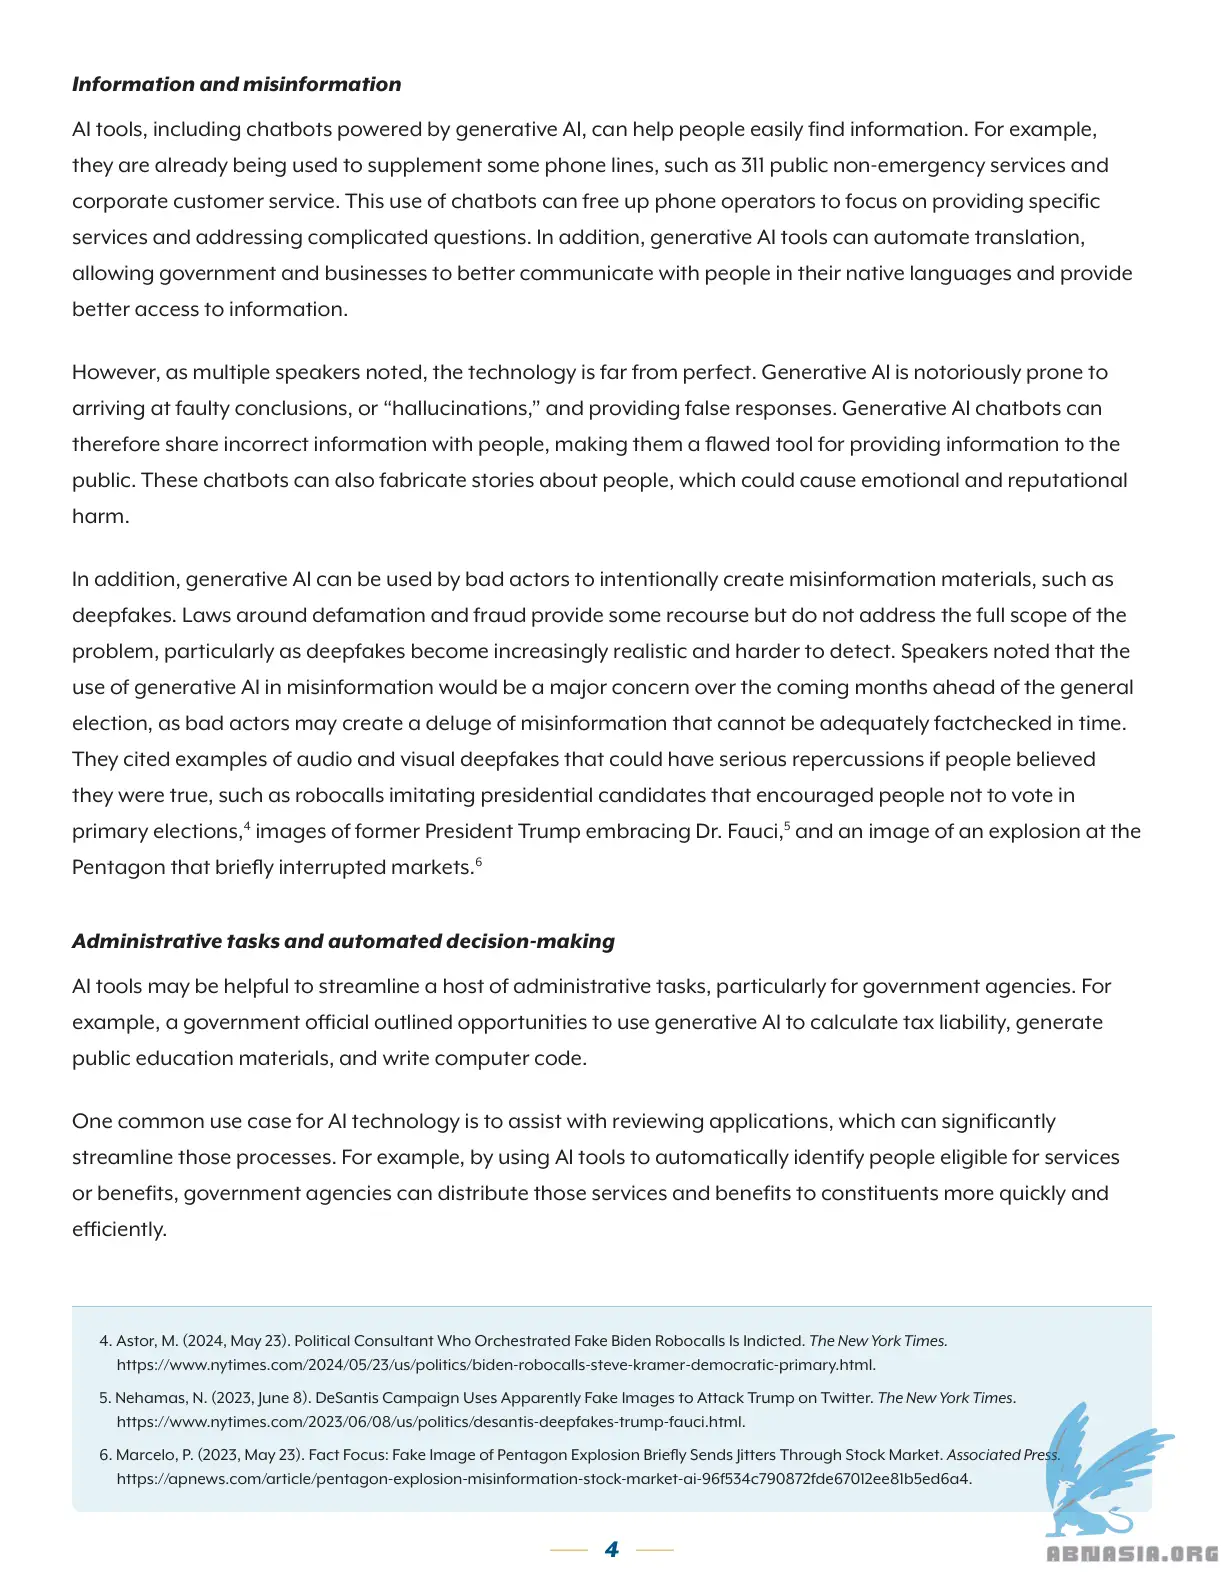 Information and misinformation
AI tools, including chatbots powered by generative AI, can help people easily find information. For example,
they are already being used to supplement some phone lines, such as 311 public non-emergency services and
corporate customer service. This use of chatbots can free up phone operators to focus on providing specific
services and addressing complicated questions. In addition, generative AI tools can automate translation,
allowing government and businesses to better communicate with people in their native languages and provide
better access to information.
However, as multiple speakers noted, the technology is far from perfect. Generative AI is notoriously prone to
arriving at faulty conclusions, or “hallucinations,” and providing false responses. Generative AI chatbots can
therefore share incorrect information with people, making them a flawed tool for providing information to the
public. These chatbots can also fabricate stories about people, which could cause emotional and reputational
harm.
In addition, generative AI can be used by bad actors to intentionally create misinformation materials, such as
deepfakes. Laws around defamation and fraud provide some recourse but do not address the full scope of the
problem, particularly as deepfakes become increasingly realistic and harder to detect. Speakers noted that the
use of generative AI in misinformation would be a major concern over the coming months ahead of the general
election, as bad actors may create a deluge of misinformation that cannot be adequately factchecked in time.
They cited examples of audio and visual deepfakes that could have serious repercussions if people believed
they were true, such as robocalls imitating presidential candidates that encouraged people not to vote in
primary elections,4 images of former President Trump embracing Dr. Fauci,5 and an image of an explosion at the
Pentagon that briefly interrupted markets.6
Administrative tasks and automated decision-making
AI tools may be helpful to streamline a host of administrative tasks, particularly for government agencies. For
example, a government official outlined opportunities to use generative AI to calculate tax liability, generate
public education materials, and write computer code.
One common use case for AI technology is to assist with reviewing applications, which can significantly
streamline those processes. For example, by using AI tools to automatically identify people eligible for services
or benefits, government agencies can distribute those services and benefits to constituents more quickly and
efficiently.
4. Astor, M. (2024, May 23). Political Consultant Who Orchestrated Fake Biden Robocalls Is Indicted. The New York Times.
https://www.nytimes.com/2024/05/23/us/politics/biden-robocalls-steve-kramer-democratic-primary.html.
5. Nehamas, N. (2023, June 8). DeSantis Campaign Uses Apparently Fake Images to Attack Trump on Twitter. The New York Times.
https://www.nytimes.com/2023/06/08/us/politics/desantis-deepfakes-trump-fauci.html.
6. Marcelo, P. (2023, May 23). Fact Focus: Fake Image of Pentagon Explosion Briefly Sends Jitters Through Stock Market. Associated Press.
https://apnews.com/article/pentagon-explosion-misinformation-stock-market-ai-96f534c790872fde67012ee81b5ed6a4.
4
ABNASIA.ORG